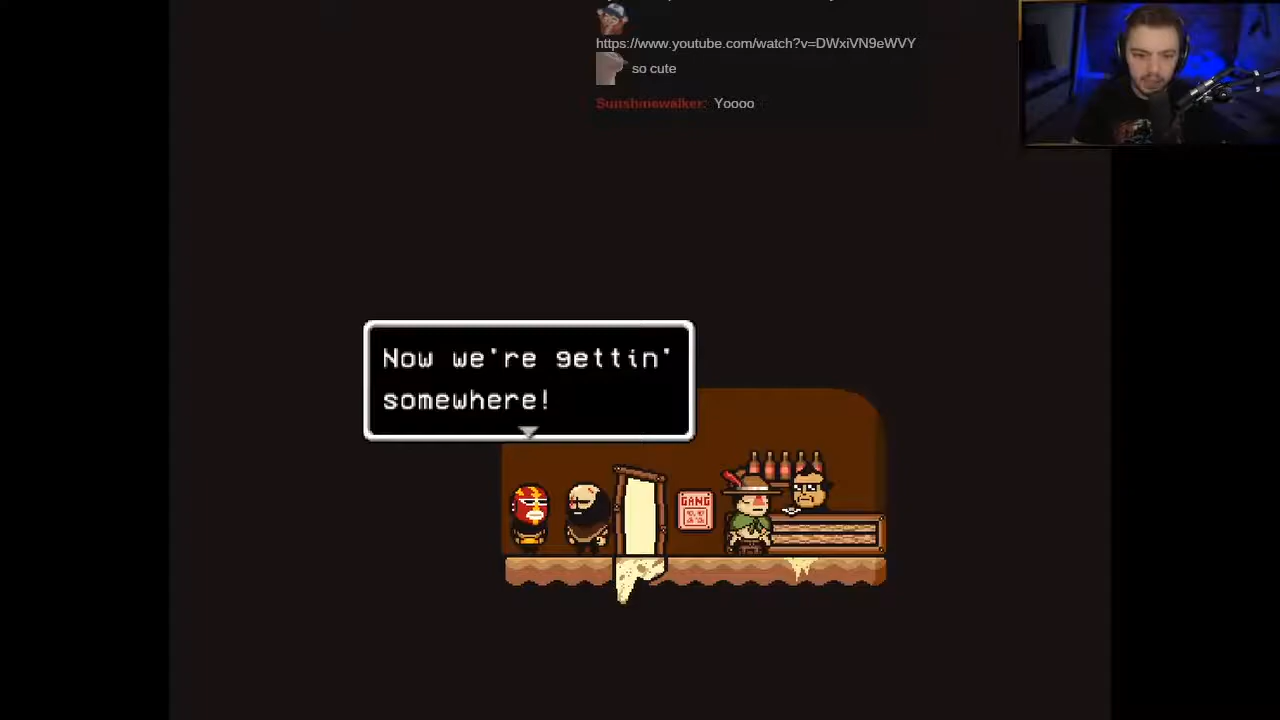 https://www.youtube.com/watch?v=DWxiVN9eWVY
so cute
Sunshinewalker: Yoooo
Now we're gettin'
somewhere!
GANG